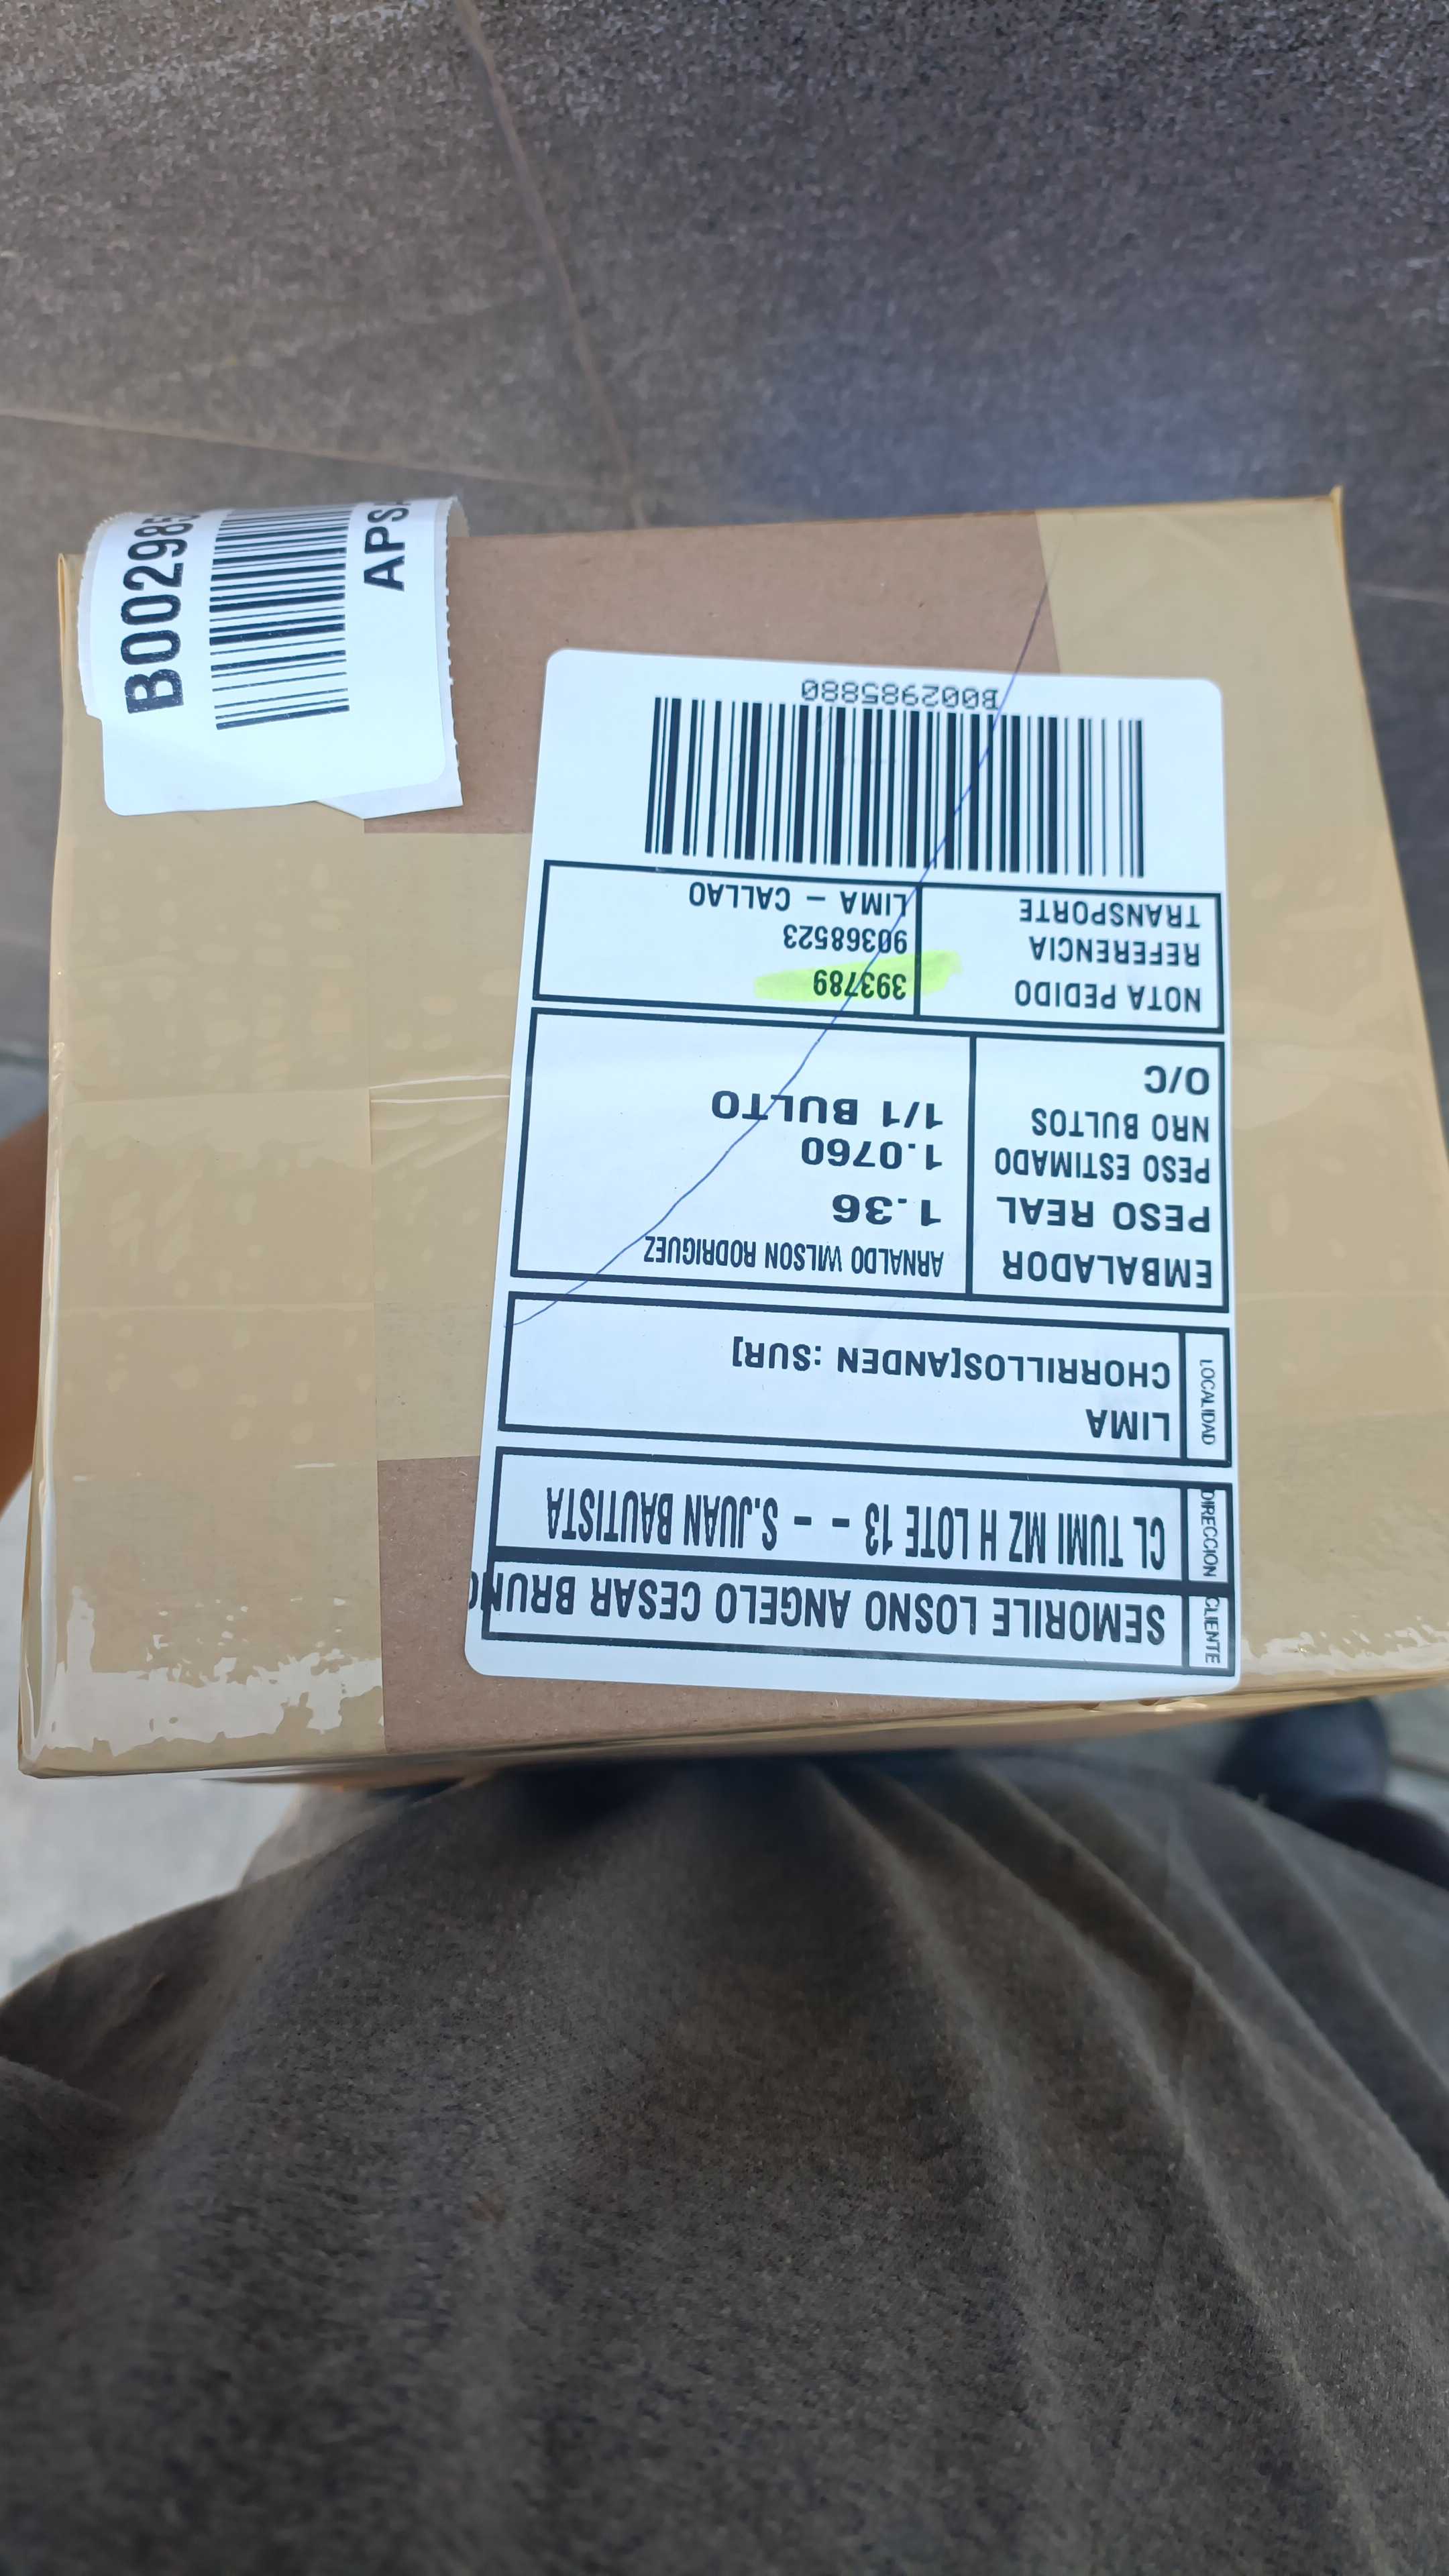 B00298
APS
CLIENTE SEMORILE LOSNO ANGELO CESAR BRUNO
DIRECCION CL TUMI MZ H LOTE 13 - - S.JUAN BAUTISTA
LOCALIDAD LIMA
CHORRILLOS[ANDEN :SUR]
EMBALADOR ARNALDO WILSON RODRIGUEZ
PESO REAL 1.36
PESO ESTIMADO 1.0760
NRO BULTOS 1/1 BULTO
O/C
NOTA PEDIDO 393789
REFERENCIA 90368523
TRANSPORTE LIMA - CALLAO
B002985880